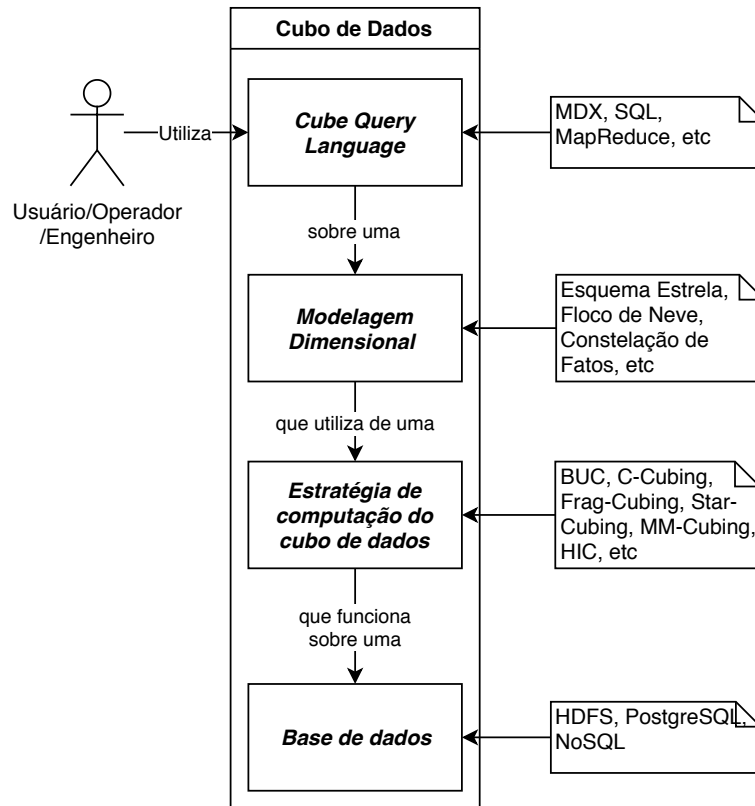 Cubo de Dados
Usuário/Operador
/Engenheiro
Utiliza
Cube Query
Language
MDX, SQL,
MapReduce, etc
sobre uma
Modelagem
Dimensional
Esquema Estrela,
Floco de Neve,
Constelação de
Fatos, etc
que utiliza de uma
Estratégia de
computação do
cubo de dados
BUC, C-Cubing,
Frag-Cubing, Star-
Cubing, MM-Cubing,
HIC, etc
que funciona
sobre uma
Base de dados
HDFS, PostgreSQL,
NoSQL